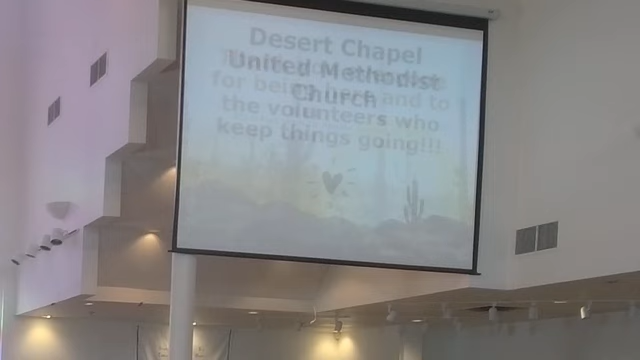 Desert Chapel
United Methodist
Church
for being here and to
the volunteers who
keep things going!!!